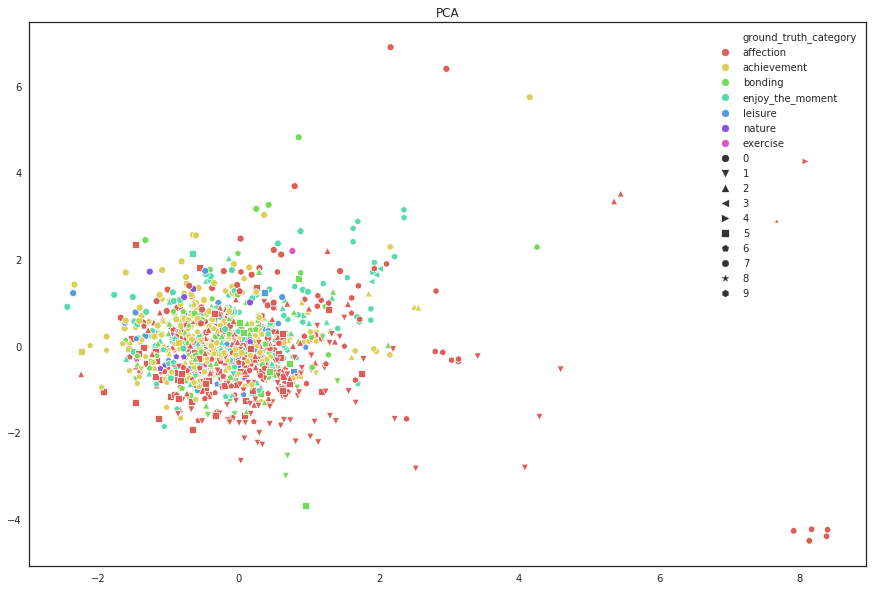 PCA
ground_truth_category
affection
achievement
bonding
enjoy_the_moment
leisure
nature
exercise
0
1
2
3
4
5
6
7
8
9
6
4
2
0
−2
−4
−2
0
2
4
6
8